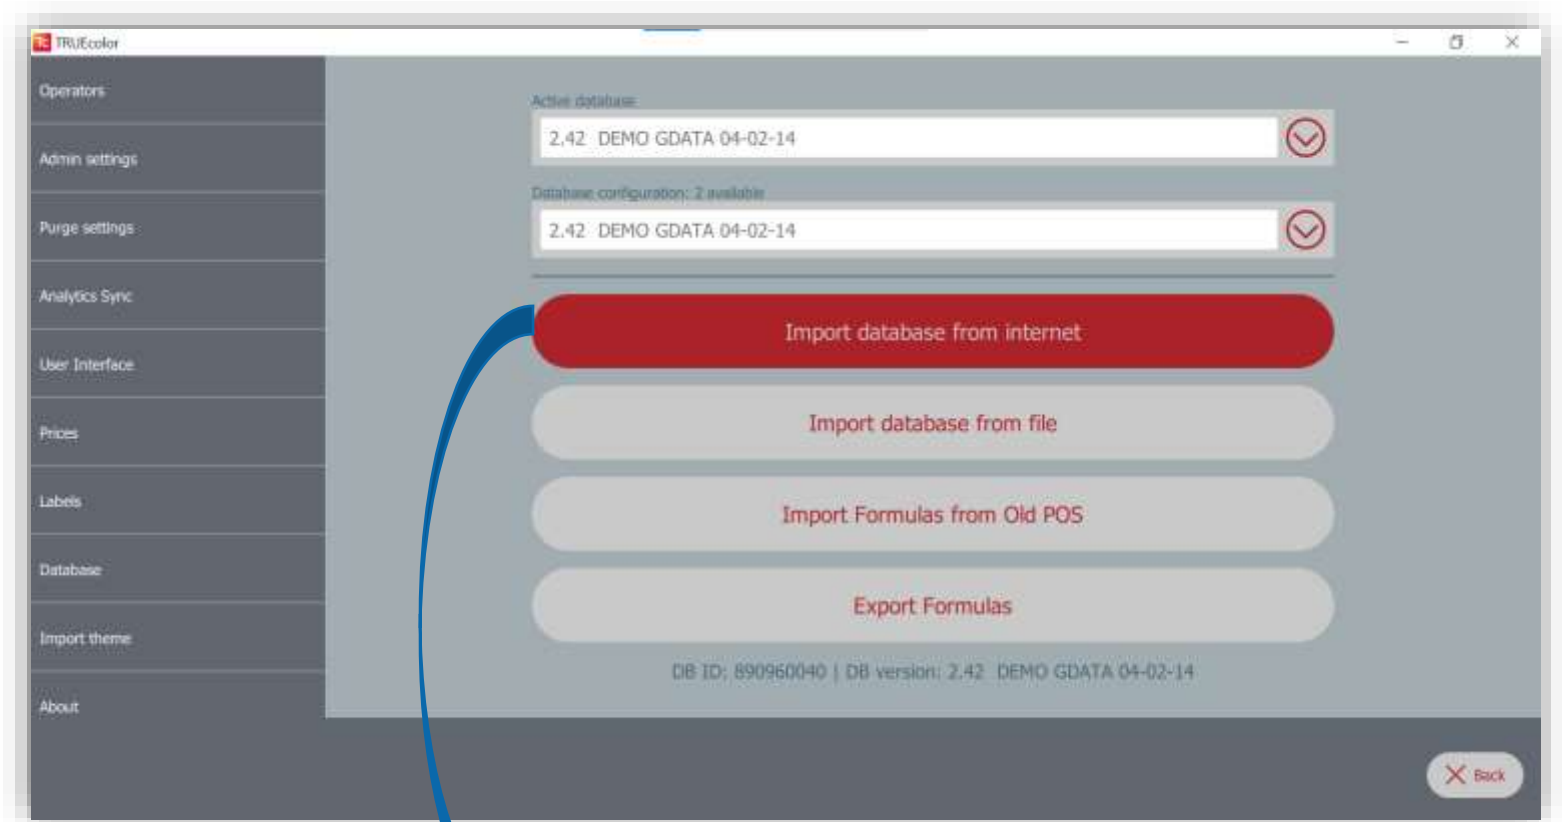 Tc TRUEcolor
Operators
Admin settings
Purge settings
Analytics Sync
User Interface
Prices
Labels
Database
Import theme
About
Active database
2.42 DEMO GDATA 04-02-14
Database configuration: 2 available
2.42 DEMO GDATA 04-02-14
Import database from internet
Import database from file
Import Formulas from Old POS
Export Formulas
DB ID: 890960040 | DB version: 2.42 DEMO GDATA 04-02-14
Back